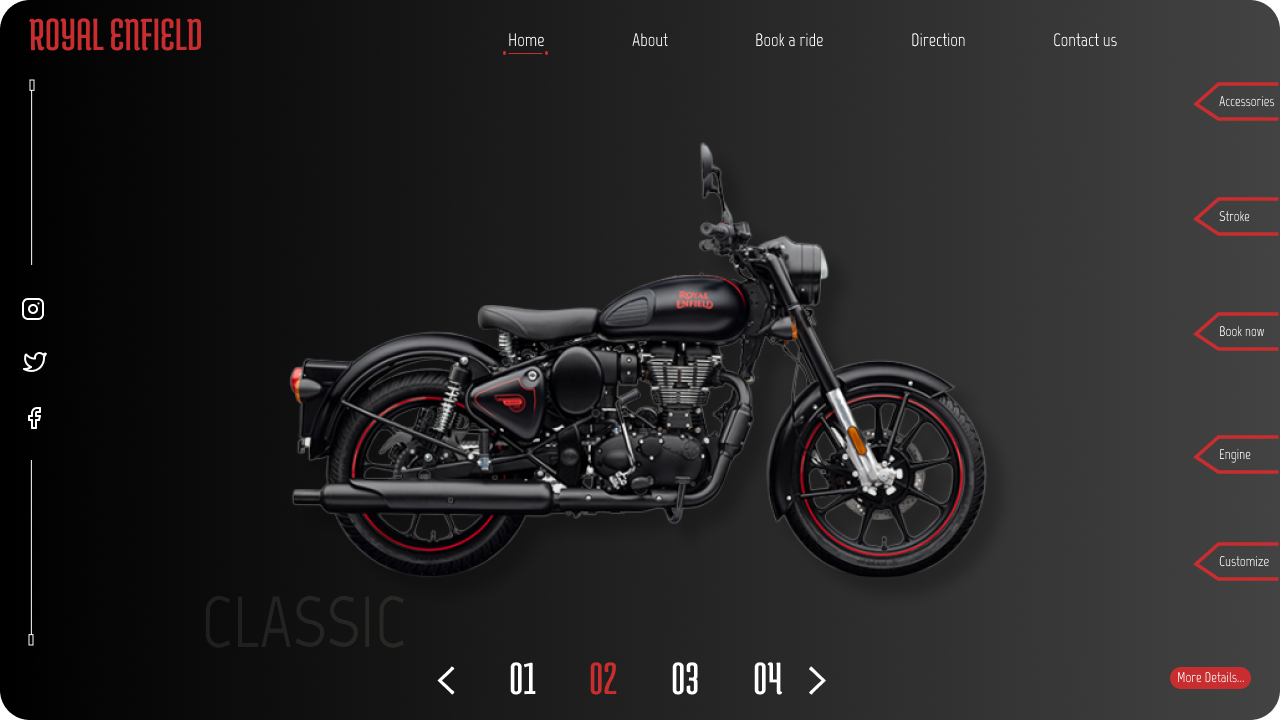 ROYAL ENFIELD
Home
About
Book a ride
Direction
Contact us
Accessories
Stroke
Book now
Engine
Customize
ROYAL
ENFIELD
CLASSIC
01
02
03
04
More Details...